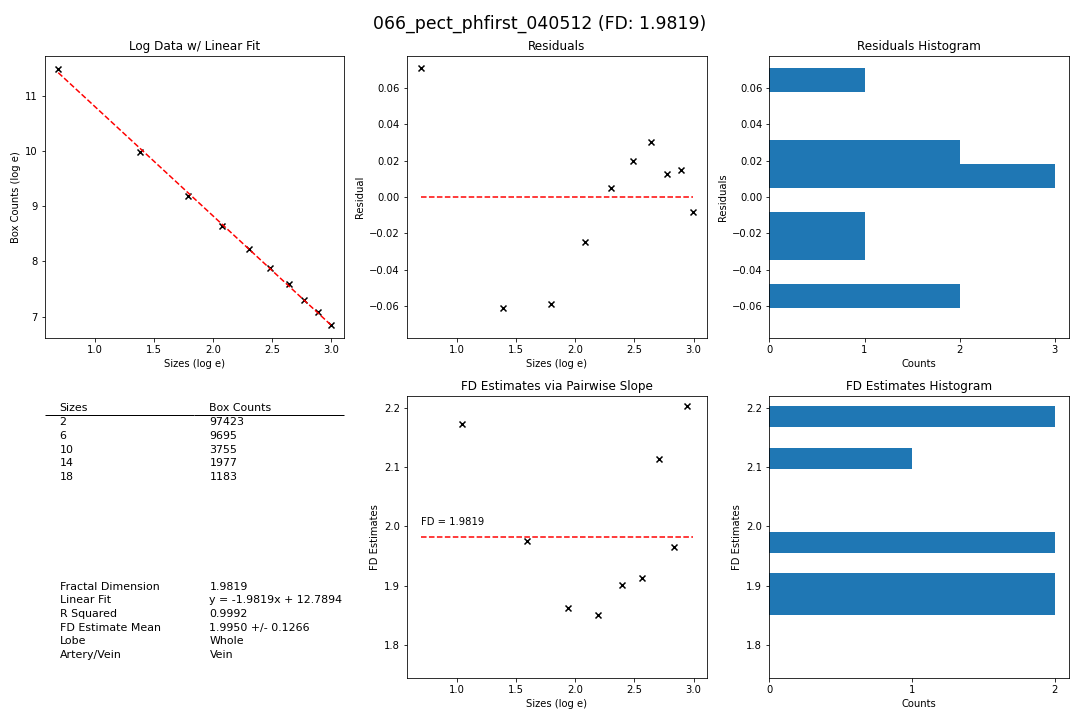 066_pect_phfirst_040512 (FD: 1.9819)
Log Data w/ Linear Fit
Box Counts (log e)
11
10
9
8
7
1.0 1.5 2.0 2.5 3.0
Sizes (log e)
Residuals
Residual
0.06
0.04
0.02
0.00
−0.02
−0.04
−0.06
1.0 1.5 2.0 2.5 3.0
Sizes (log e)
Residuals Histogram
Residuals
0.06
0.04
0.02
0.00
−0.02
−0.04
−0.06
0 1 2 3
Counts
Sizes Box Counts
2 97423
6 9695
10 3755
14 1977
18 1183
Fractal Dimension 1.9819
Linear Fit y = -1.9819x + 12.7894
R Squared 0.9992
FD Estimate Mean 1.9950 +/- 0.1266
Lobe Whole
Artery/Vein Vein
FD Estimates via Pairwise Slope
FD Estimates
2.2
2.1
2.0
1.9
1.8
FD = 1.9819
1.0 1.5 2.0 2.5 3.0
Sizes (log e)
FD Estimates Histogram
FD Estimates
2.2
2.1
2.0
1.9
1.8
0 1 2
Counts